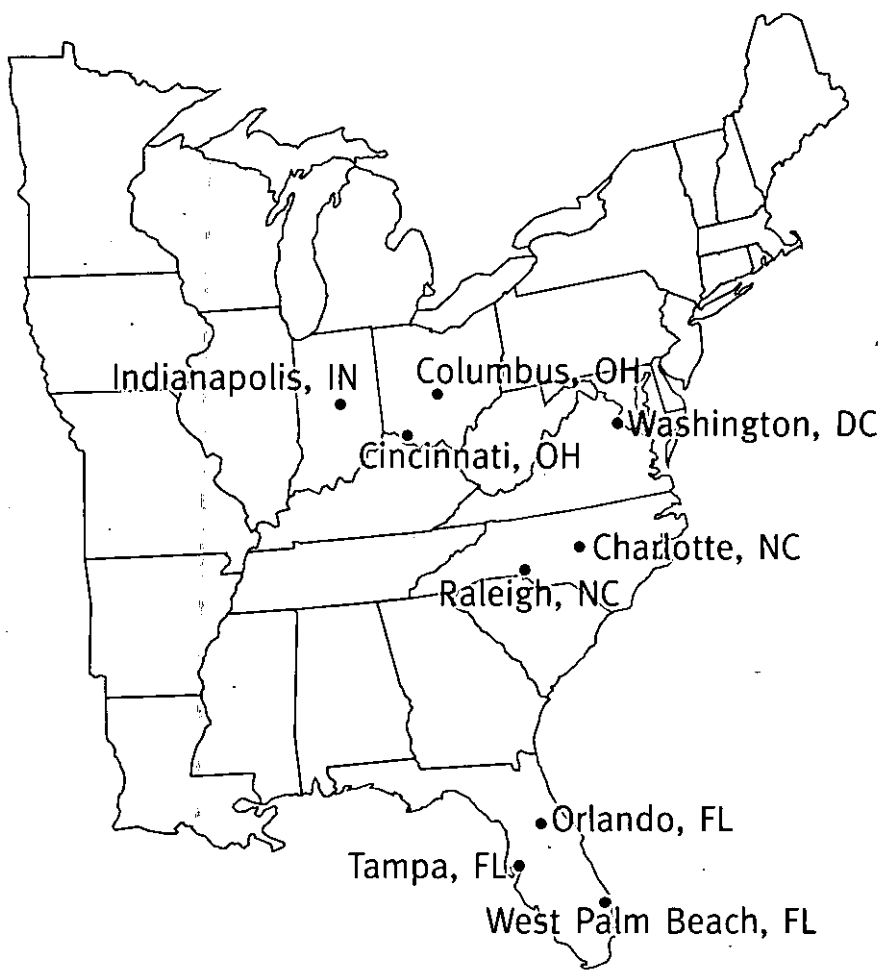 Indianapolis, IN
Columbus, OH
Washington, DC
Cincinnati, OH
Charlotte, NC
Raleigh, NC
Orlando, FL
Tampa, FL
West Palm Beach, FL